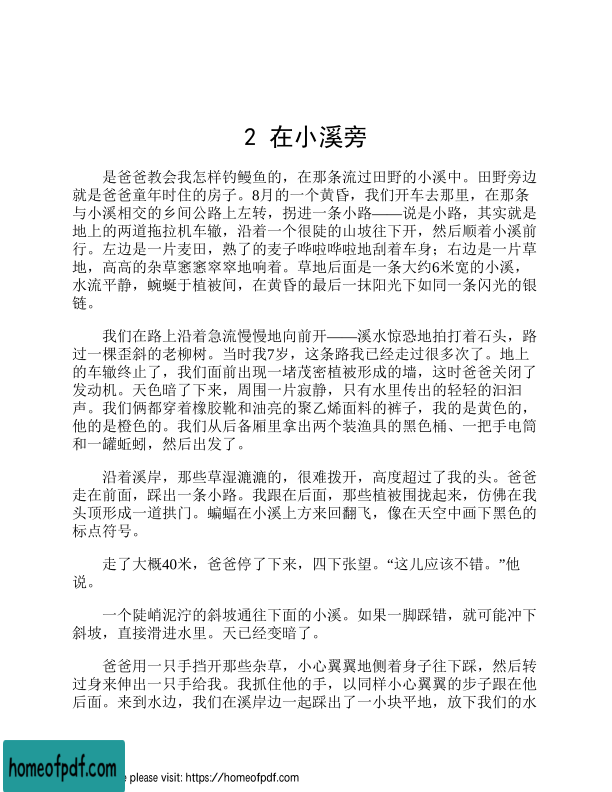 2 在小溪旁
是爸爸教会我怎样钓鳗鱼的，在那条流过田野的小溪中。田野旁边
就是爸爸童年时住的房子。8月的一个黄昏，我们开车去那里，在那条
与小溪相交的乡间公路上左转，拐进一条小路——说是小路，其实就是
地上的两道拖拉机车辙，沿着一个很陡的山坡往下开，然后顺着小溪前
行。左边是一片麦田，熟了的麦子哗啦哗啦地刮着车身；右边是一片草
地，高高的杂草窸窸窣窣地响着。草地后面是一条大约6米宽的小溪，
水流平静，蜿蜒于植被间，在黄昏的最后一抹阳光下如同一条闪光的银
链。
我们在路上沿着急流慢慢地向前开——溪水惊恐地拍打着石头，路
过一棵歪斜的老柳树。当时我7岁，这条路我已经走过很多次了。地上
的车辙终止了，我们面前出现一堵茂密植被形成的墙，这时爸爸关闭了
发动机。天色暗了下来，周围一片寂静，只有水里传出的轻轻的汩汩
声。我们俩都穿着橡胶靴和油亮的聚乙烯面料的裤子，我的是黄色的，
他的是橙色的。我们从后备厢里拿出两个装渔具的黑色桶、一把手电筒
和一罐蚯蚓，然后出发了。
沿着溪岸，那些草湿漉漉的，很难拨开，高度超过了我的头。爸爸
走在前面，踩出一条小路。我跟在后面，那些植被围拢起来，仿佛在我
头顶形成一道拱门。蝙蝠在小溪上方来回翻飞，像在天空中画下黑色的
标点符号。
走了大概40米，爸爸停了下来，四下张望。“这儿应该不错。”他
说。
一个陡峭泥泞的斜坡通往下面的小溪。如果一脚踩错，就可能冲下
斜坡，直接滑进水里。天已经变暗了。
爸爸用一只手挡开那些杂草，小心翼翼地侧着身子往下踩，然后转
过身来伸出一只手给我。我抓住他的手，以同样小心翼翼的步子跟在他
后面。来到水边，我们在溪岸边一起踩出了一小块平地，放下我们的水
homeofpdf.com
please visit: https://homeofpdf.com